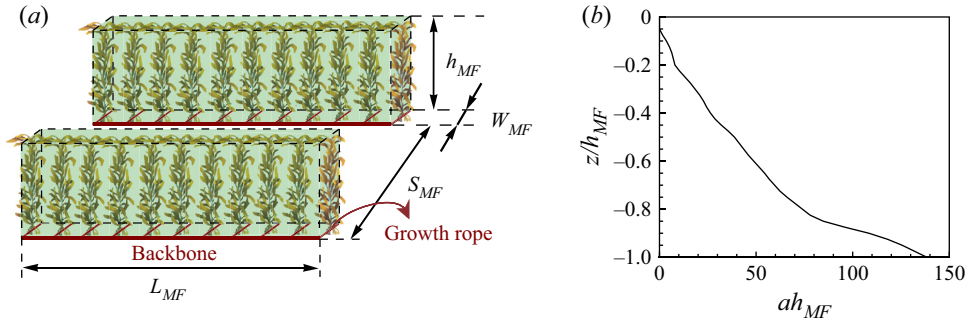 (a)
h_MF
W_MF
S_MF
Growth rope
Backbone
L_MF
(b)
0
–0.2
–0.4
–0.6
–0.8
–1.0
z/h_MF
0
50
100
150
ah_MF